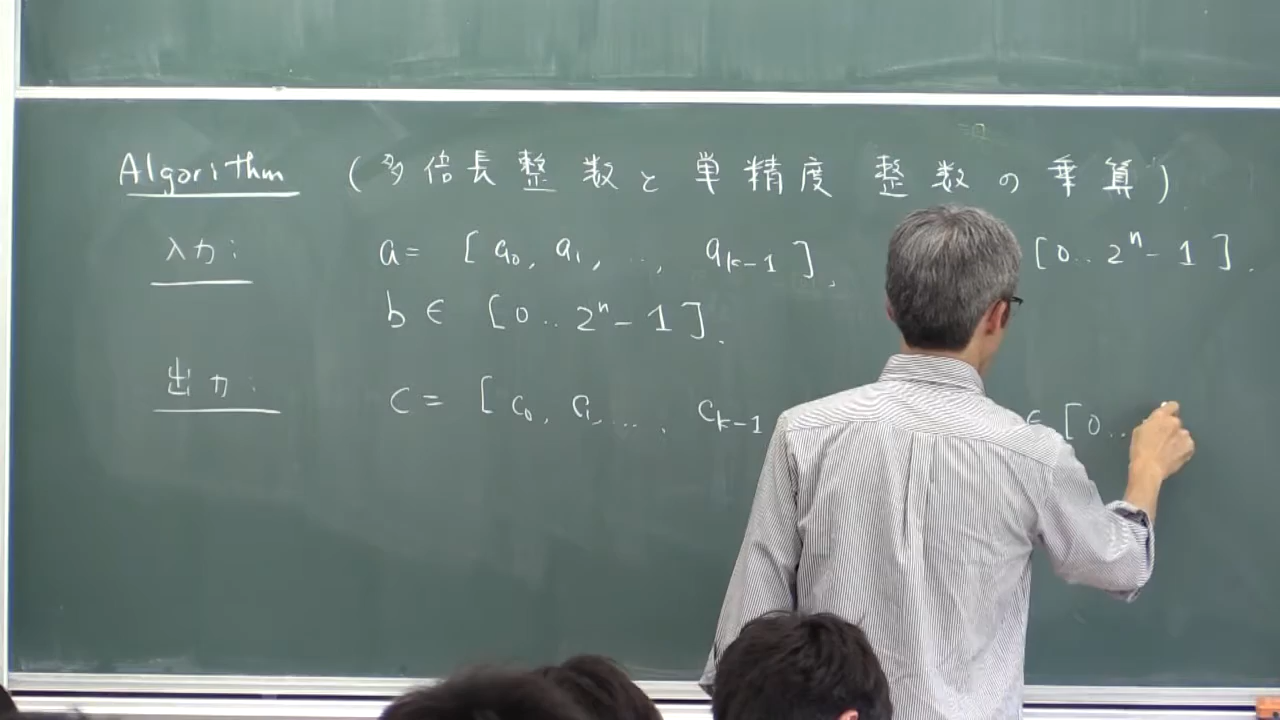 Algorithm (多倍長整数と単精度 整数の乗算)
入力: a = [a₀, a₁, ..., aₖ₋₁], [0..2ⁿ-1].
b ∈ [0..2ⁿ-1].
出力: c = [c₀, c₁, ..., cₖ₋₁ ∈ [0..